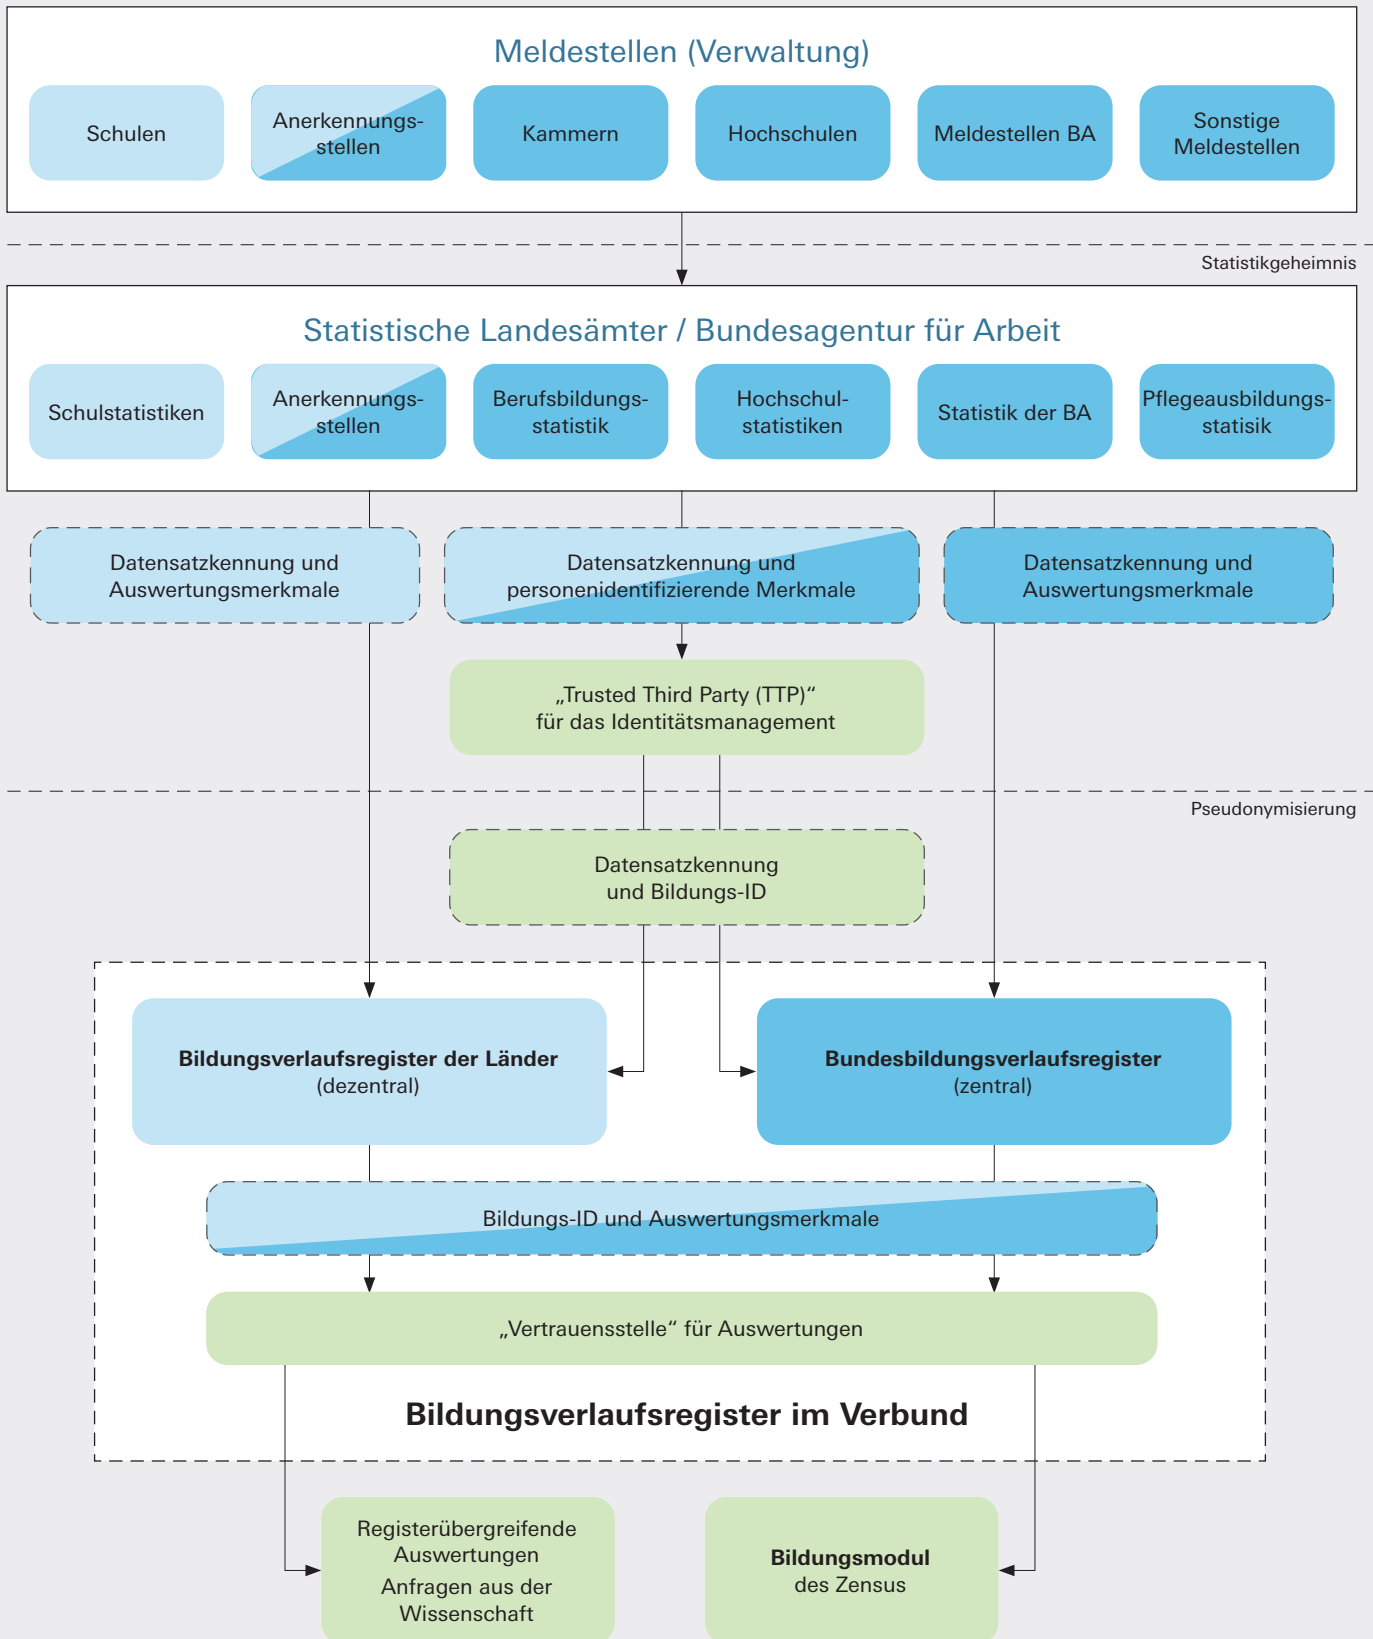 Meldestellen (Verwaltung)
Schulen
Anerkennungs-
stellen
Kammern
Hochschulen
Meldestellen BA
Sonstige
Meldestellen
Statistikgeheimnis
Statistische Landesämter / Bundesagentur für Arbeit
Schulstatistiken
Anerkennungs-
stellen
Berufsbildungs-
statistik
Hochschul-
statistiken
Statistik der BA
Pflegeausbildungs-
statisik
Datensatzkennung und
Auswertungsmerkmale
Datensatzkennung und
personenidentifizierende Merkmale
Datensatzkennung und
Auswertungsmerkmale
„Trusted Third Party (TTP)“
für das Identitätsmanagement
Pseudonymisierung
Datensatzkennung
und Bildungs-ID
Bildungsverlaufsregister der Länder
(dezentral)
Bundesbildungsverlaufsregister
(zentral)
Bildungs-ID und Auswertungsmerkmale
„Vertrauensstelle“ für Auswertungen
Bildungsverlaufsregister im Verbund
Registerübergreifende
Auswertungen
Anfragen aus der
Wissenschaft
Bildungsmodul
des Zensus